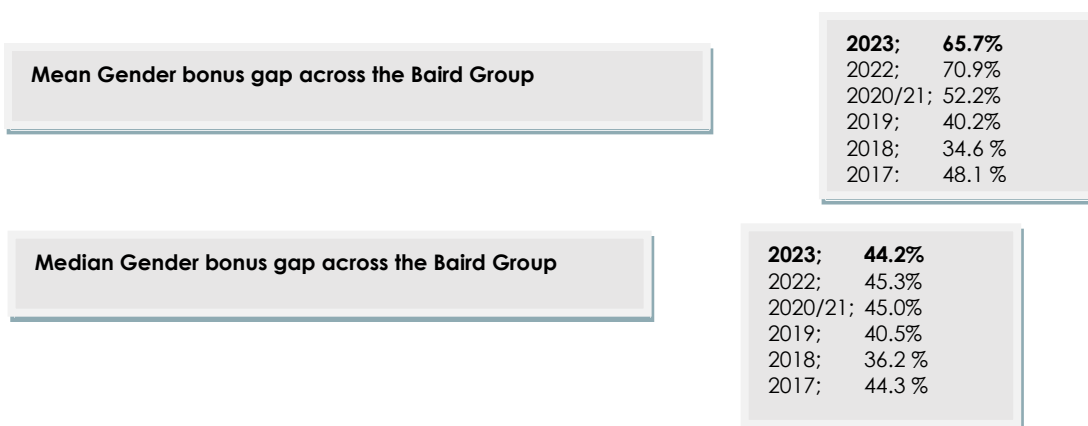 Mean Gender bonus gap across the Baird Group
2023; 65.7%
2022; 70.9%
2020/21; 52.2%
2019; 40.2%
2018; 34.6 %
2017; 48.1 %
Median Gender bonus gap across the Baird Group
2023; 44.2%
2022; 45.3%
2020/21; 45.0%
2019; 40.5%
2018; 36.2 %
2017; 44.3 %